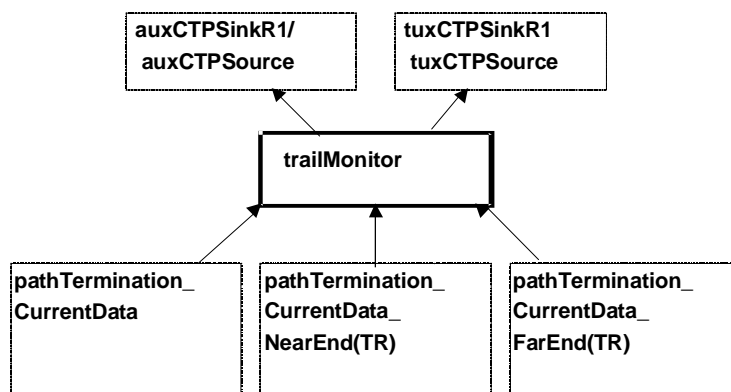 auxCTPSinkR1/
auxCTPSource
tuxCTPSinkR1
tuxCTPSource
trailMonitor
pathTermination_
CurrentData
pathTermination_
CurrentData_
NearEnd(TR)
pathTermination_
CurrentData_
FarEnd(TR)